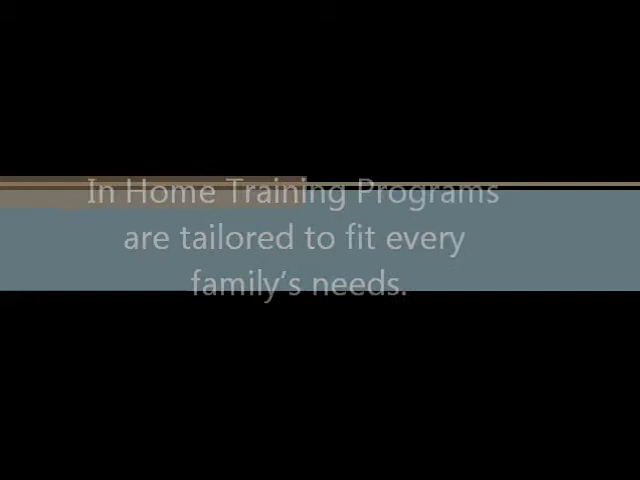 In Home Training Programs
are tailored to fit every
family’s needs.